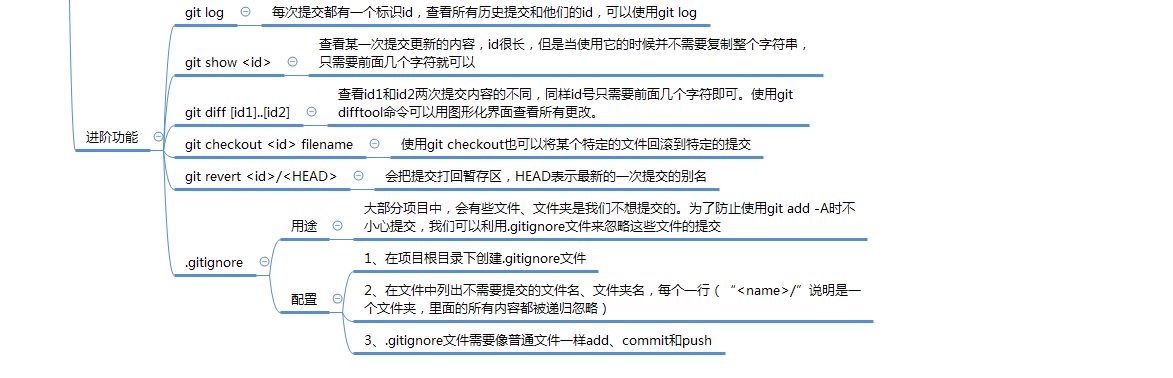 git log
每次提交都有一个标识id，查看所有历史提交和他们的id，可以使用git log
git show <id>
查看某一次提交更新的内容，id很长，但是当使用它的时候并不需要复制整个字符串，
只需要前面几个字符就可以
git diff [id1]..[id2]
查看id1和id2两次提交内容的不同，同样id号只需要前面几个字符即可。使用git
difftool命令可以用图形化界面查看所有更改。
进阶功能
git checkout <id> filename
使用git checkout也可以将某个特定的文件回滚到特定的提交
git revert <id>/<HEAD>
会把提交打回暂存区，HEAD表示最新的一次提交的别名
.gitignore
用途
大部分项目中，会有些文件、文件夹是我们不想提交的。为了防止使用git add -A时不
小心提交，我们可以利用.gitignore文件来忽略这些文件的提交
配置
1、在项目根目录下创建.gitignore文件
2、在文件中列出不需要提交的文件名、文件夹名，每个一行（“<name>/”说明是一
个文件夹，里面的所有内容都被递归忽略）
3、.gitignore文件需要像普通文件一样add、commit和push